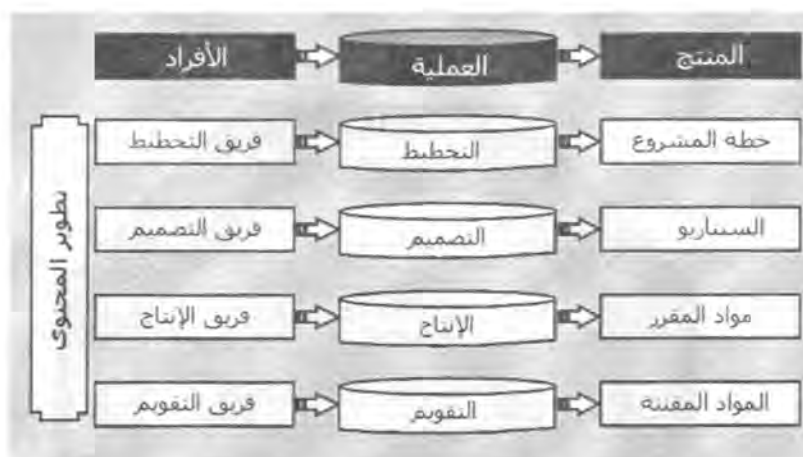 الأفراد
العملية
المنتج
تطوير المحتوى
فريق التخطيط
التخطيط
خطة المشروع
فريق التصميم
التصميم
السيناريو
فريق الإنتاج
الإنتاج
مواد المقرر
فريق التقويم
التقويم
المواد المقننة